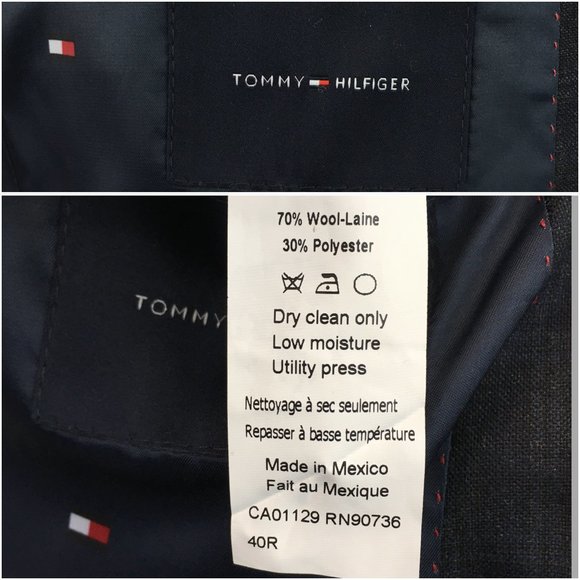 TOMMY HILFIGER
70% Wool-Laine
30% Polyester
TOMMY
Dry clean only
Low moisture
Utility press
Nettoyage à sec seulement
Repasser à basse température
Made in Mexico
Fait au Mexique
CA01129 RN90736
40R